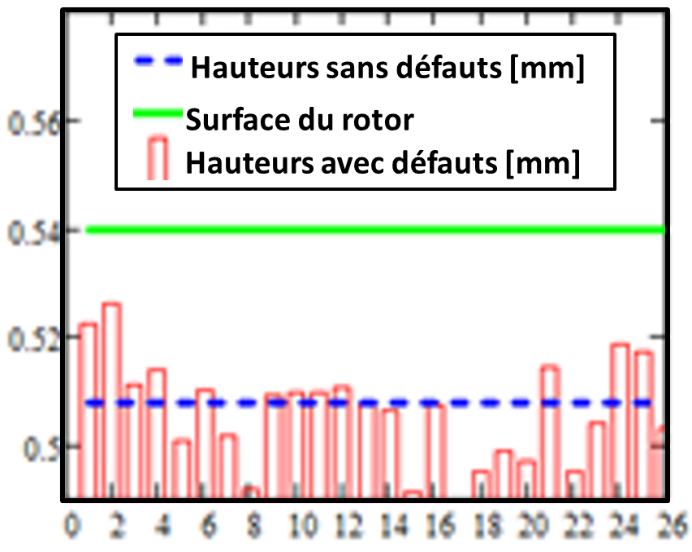 Hauteurs sans défauts [mm]
Surface du rotor
Hauteurs avec défauts [mm]
0.56
0.54
0.52
0.5
0 2 4 6 8 10 12 14 16 18 20 22 24 26